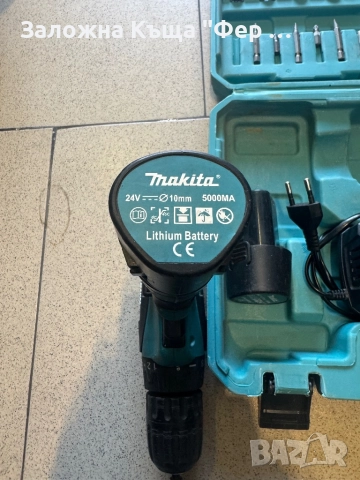 Заложна Къща "Фер ...
makita
24V ⎓ ⌀10mm 5000MA
Lithium Battery
CE
BAZAR